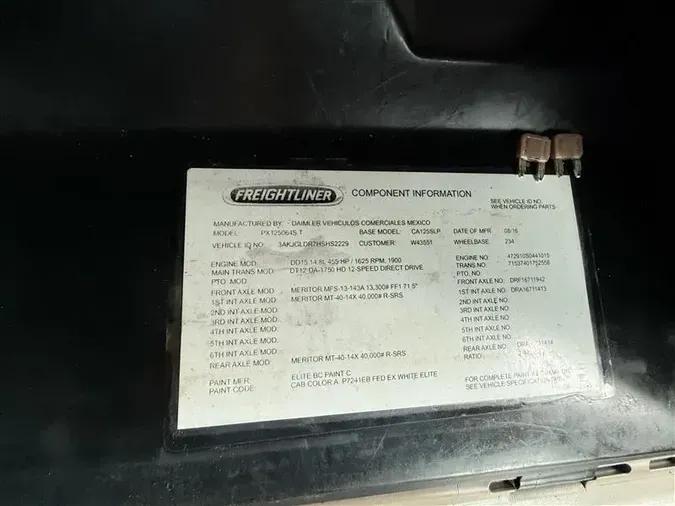 FREIGHTLINER COMPONENT INFORMATION SEE VEHICLE ID NO. WHEN ORDERING PARTS
MANUFACTURED BY: DAIMLER VEHICULOS COMERCIALES MEXICO
MODEL PX125064S T BASE MODEL: CA125SLP DATE OF MFR 08/16
VEHICLE ID NO. 3AKJGLDR7HSHS2229 CUSTOMER: W43551 WHEELBASE: 234
ENGINE MOD: DD15 14.8L 455 HP / 1625 RPM, 1900 ENGINE NO 472910S0441015
MAIN TRANS MOD: DT12-DA-1750 HD 12-SPEED DIRECT DRIVE TRANS NO: 71537401752558
PTO MOD PTO, NO
FRONT AXLE MOD: MERITOR MFS-13-143A 13,300# FF1 71.5" FRONT AXLE NO: DRF16711942
1ST INT AXLE MOD. MERITOR MT-40-14X 40,000# R-SRS 1ST INT AXLE NO: DRA16711413
2ND INT AXLE MOD: 2ND INT AXLE NO:
3RD INT AXLE MOD: 3RD INT AXLE NO:
4TH INT AXLE MOD: 4TH INT AXLE NO:
5TH INT AXLE MOD: 5TH INT AXLE NO:
6TH INT AXLE MOD: 6TH INT AXLE NO:
REAR AXLE MOD: MERITOR MT-40-14X 40,000# R-SRS REAR AXLE NO:
RATIO:
PAINT MFR: ELITE BC PAINT C FOR COMPLETE PAINT
PAINT CODE: CAB COLOR A: P7241EB FED EX WHITE ELITE SEE VEHICLE SPECIFICATION